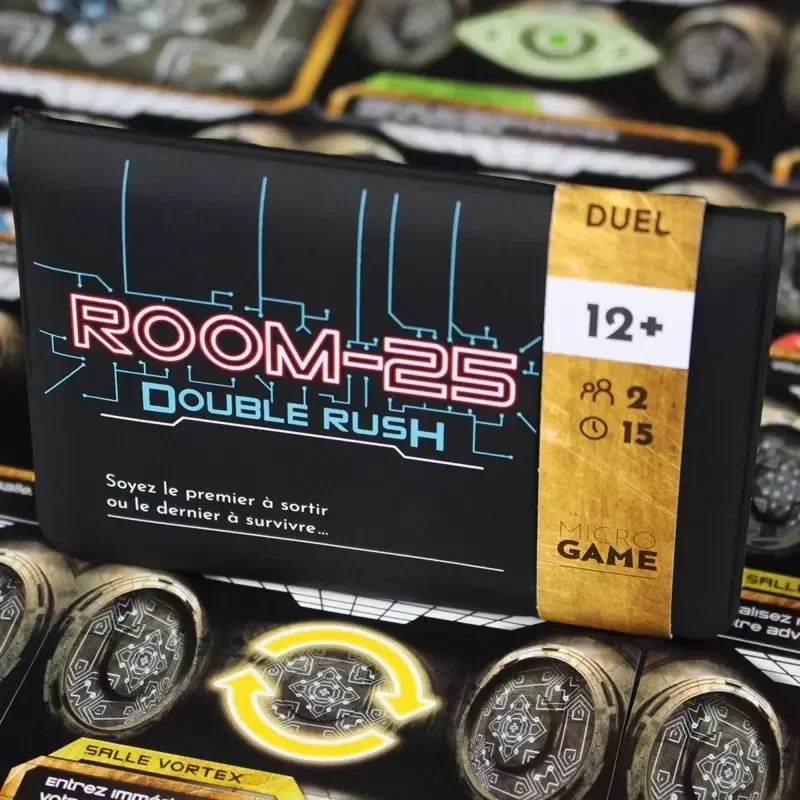 DUEL
12+
2
15
MICRO
GAME
ROOM-25
DOUBLE RUSH
Soyez le premier à sortir
ou le dernier à survivre...
SALLE VORTEX
Entrez
SALLE